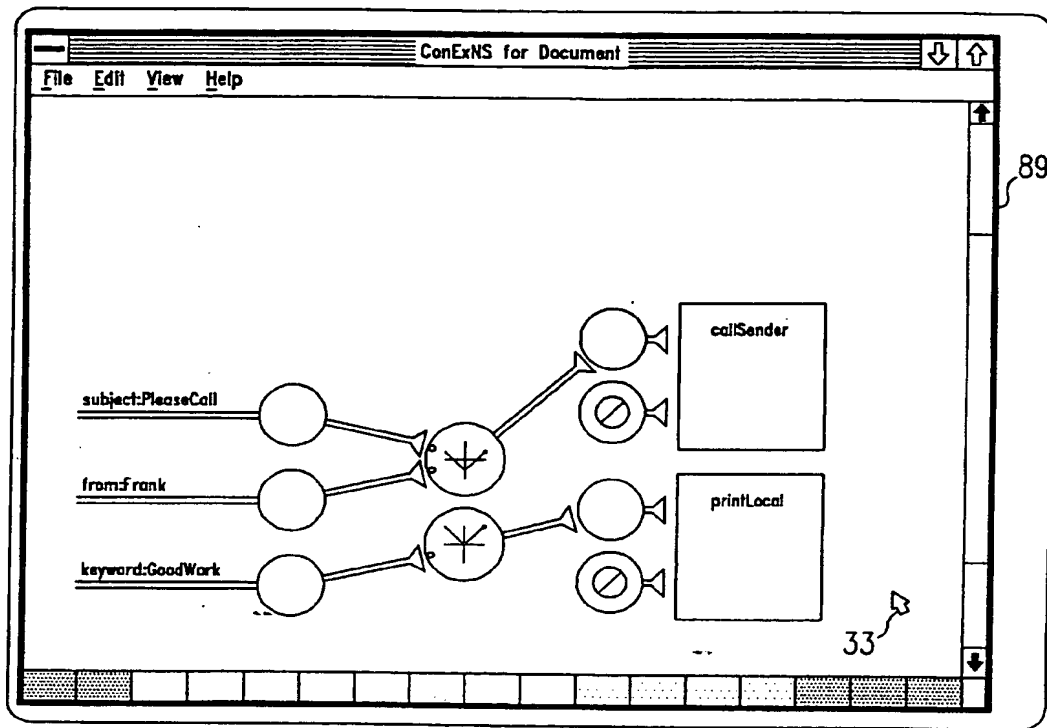 ConExNS for Document
File Edit View Help
89
callSender
subject:PleaseCall
from:Frank
printLocal
keyword:GoodWork
33